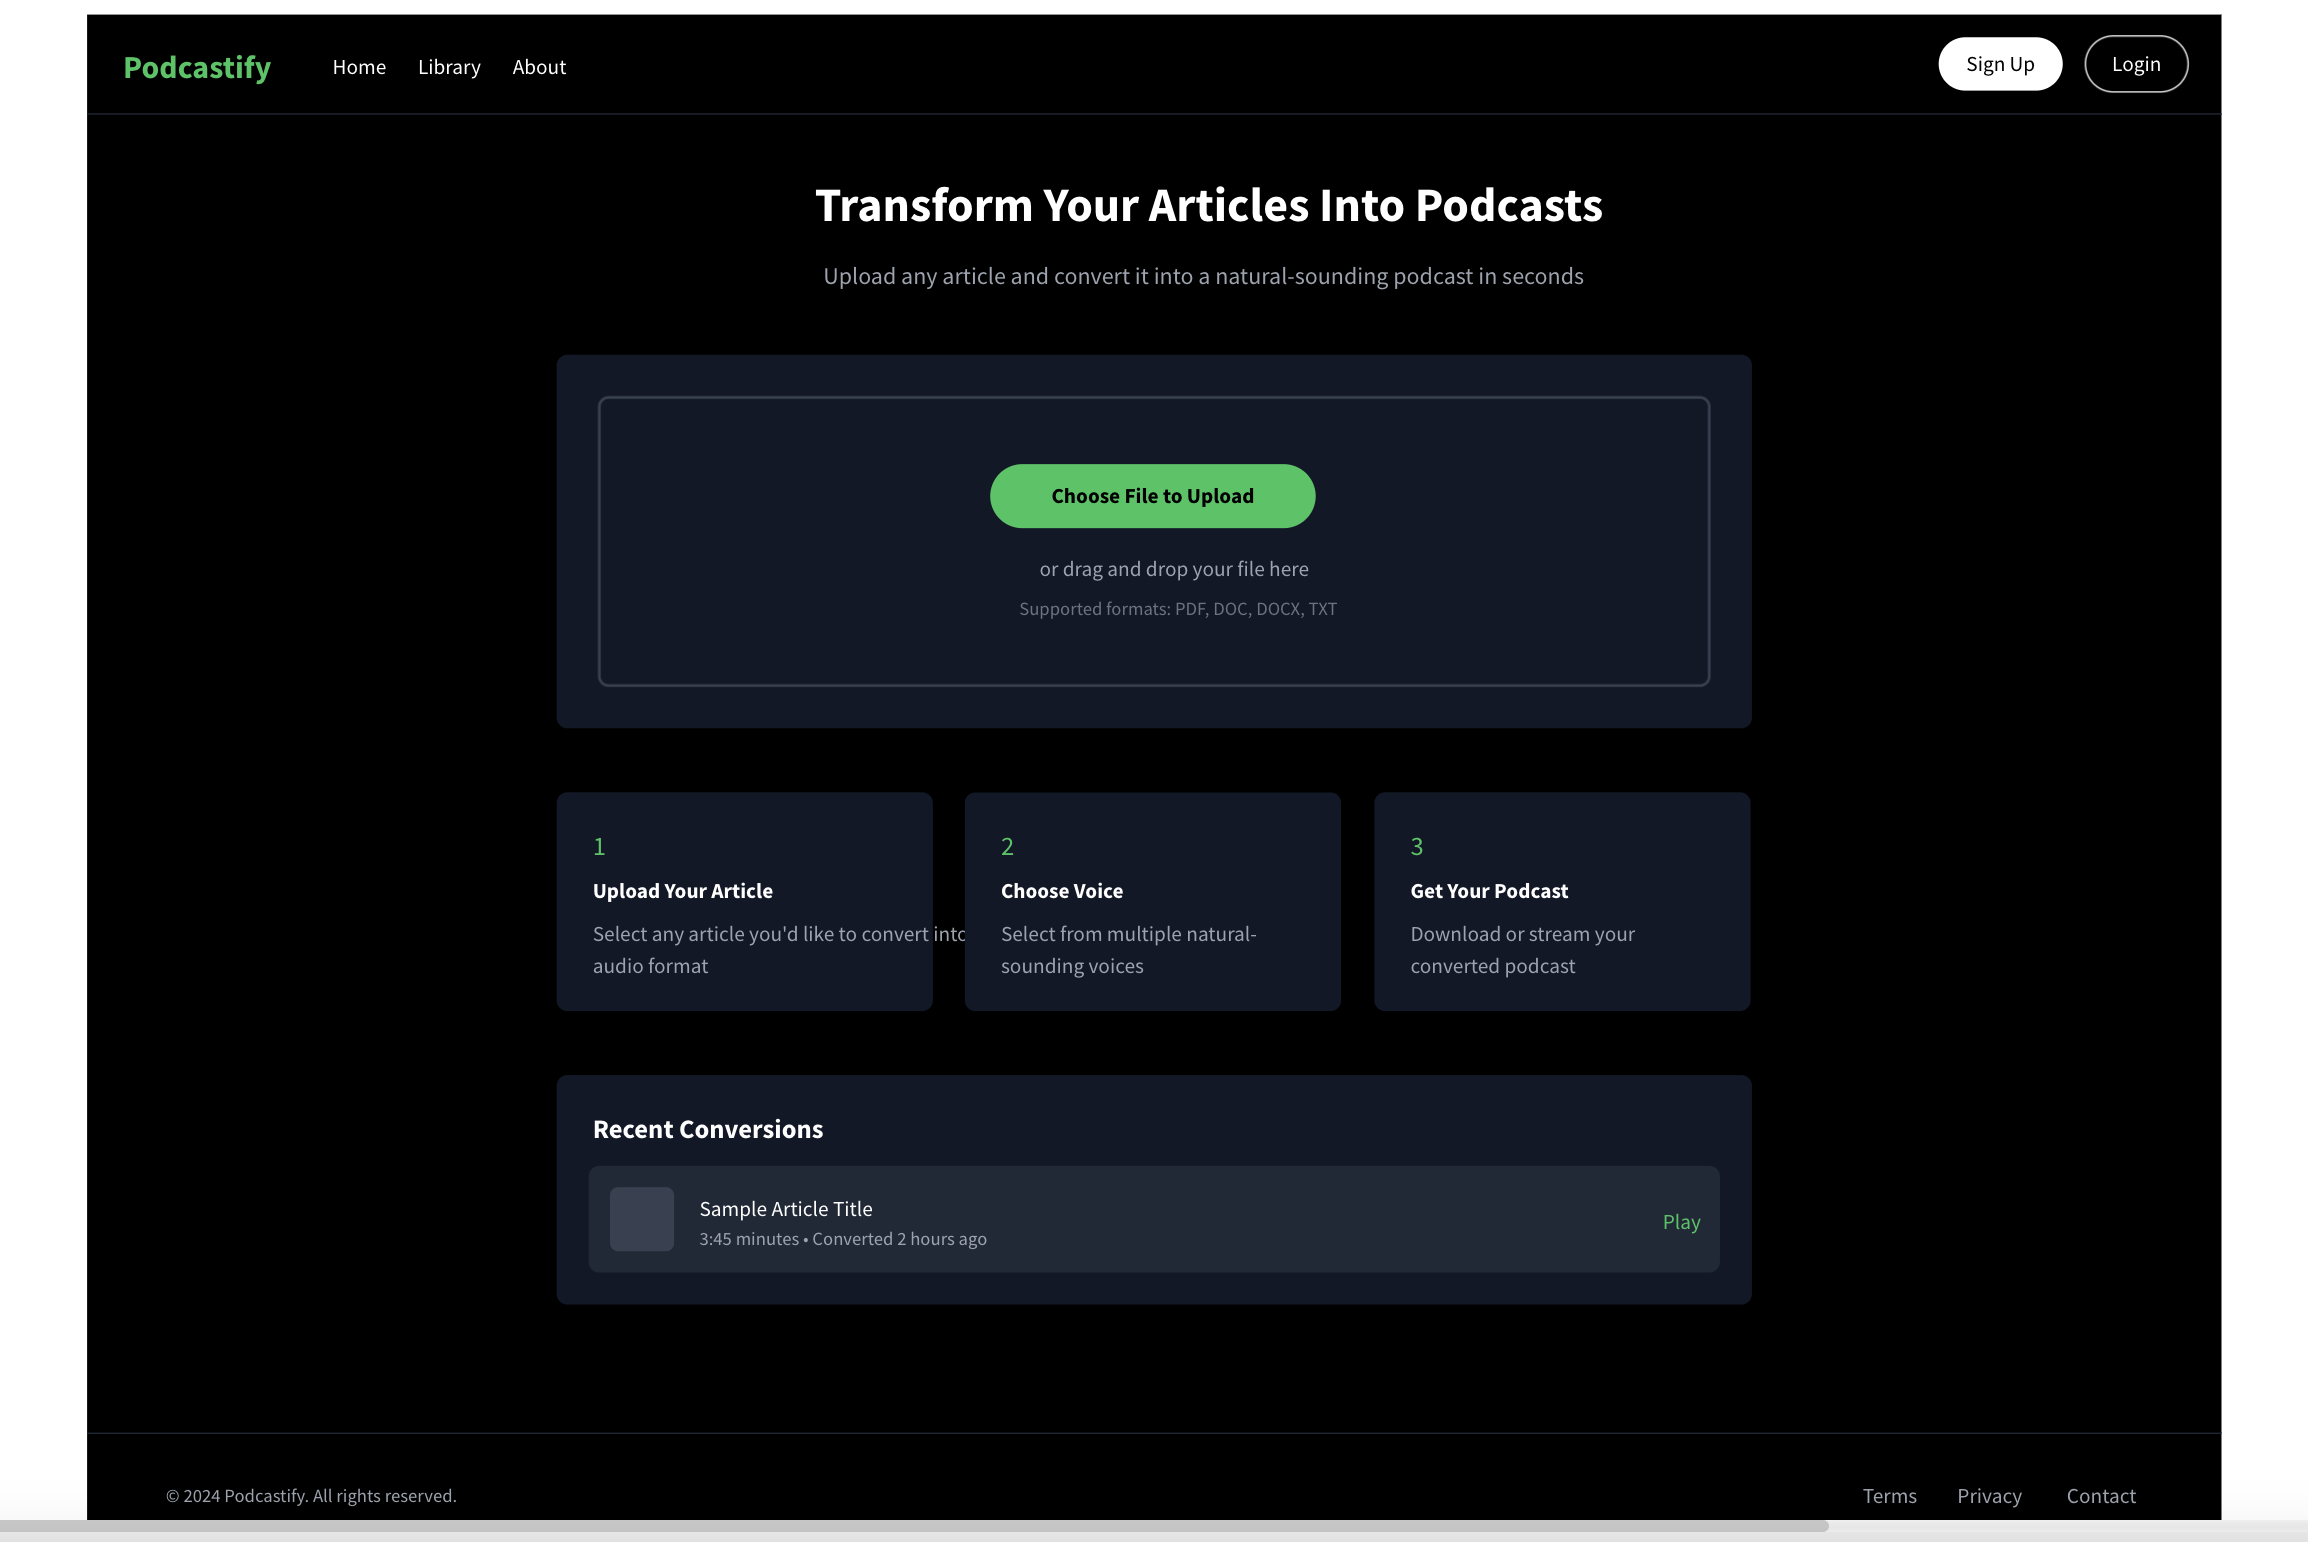 Podcastify
Home
Library
About
Sign Up
Login
Transform Your Articles Into Podcasts
Upload any article and convert it into a natural-sounding podcast in seconds
Choose File to Upload
or drag and drop your file here
Supported formats: PDF, DOC, DOCX, TXT
1
Upload Your Article
Select any article you'd like to convert into
audio format
2
Choose Voice
Select from multiple natural-
sounding voices
3
Get Your Podcast
Download or stream your
converted podcast
Recent Conversions
Sample Article Title
3:45 minutes • Converted 2 hours ago
Play
© 2024 Podcastify. All rights reserved.
Terms
Privacy
Contact